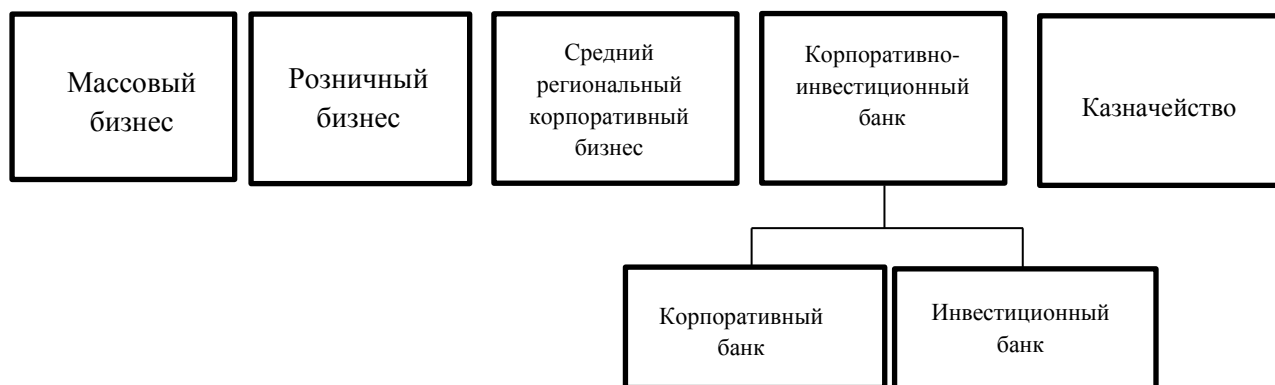 Массовый
бизнес
Розничный
бизнес
Средний
региональный
корпоративный
бизнес
Корпоративно-
инвестиционный
банк
Казначейство
Корпоративный
банк
Инвестиционный
банк